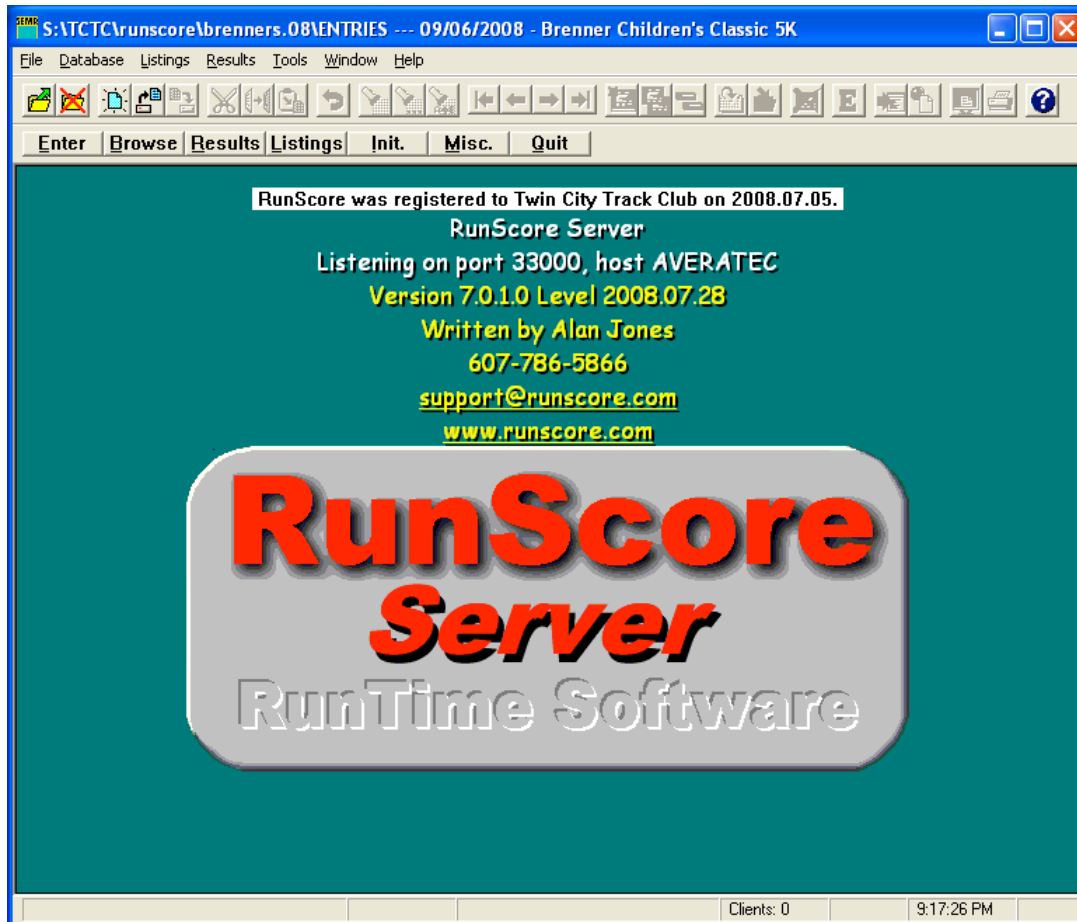 SEMR S:\TCTC\runscore\brenners.08\ENTRIES --- 09/06/2008 - Brenner Children's Classic 5K
File Database Listings Results Tools Window Help
E
Enter Browse Results Listings Init. Misc. Quit
RunScore was registered to Twin City Track Club on 2008.07.05.
RunScore Server
Listening on port 33000, host AVERATEC
Version 7.0.1.0 Level 2008.07.28
Written by Alan Jones
607-786-5866
support@runscore.com
www.runscore.com
RunScore
Server
RunTime Software
Clients: 0 9:17:26 PM